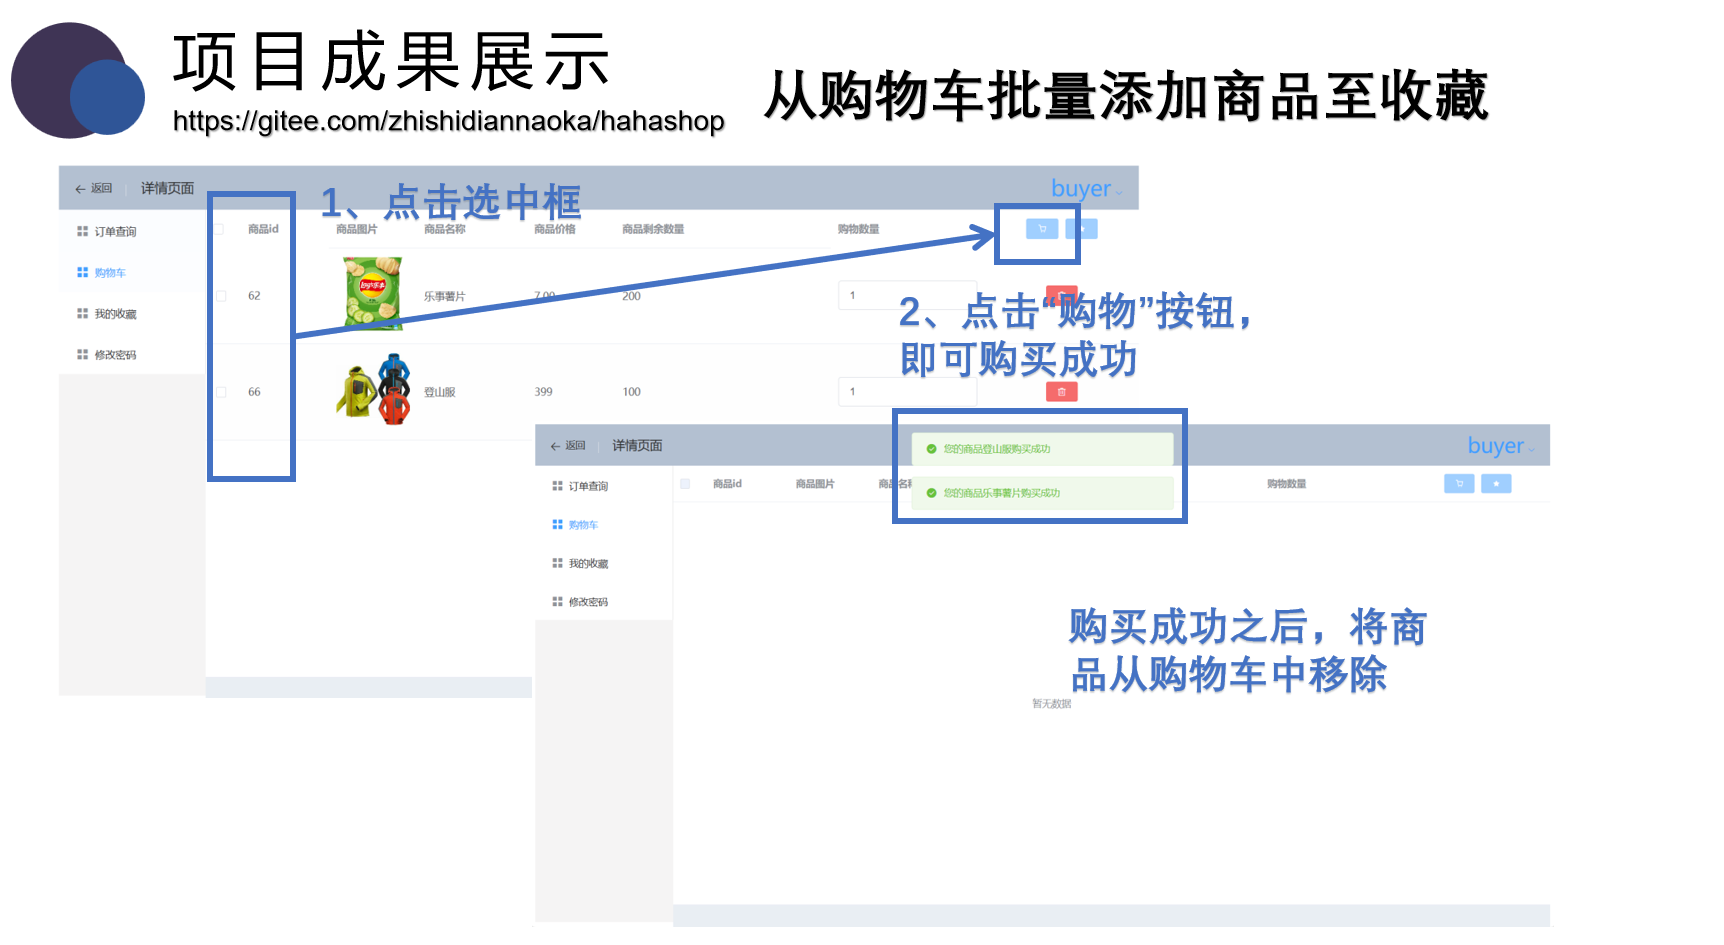 项目成果展示
https://gitee.com/zhishidiannaoka/hahashop
从购物车批量添加商品至收藏
← 返回 详情页面
buyer
1、点击选中框
订单查询
购物车
我的收藏
修改密码
商品id 商品图片 商品名称 商品价格 商品剩余数量 购物数量
62 乐事薯片 7.00 200 1
66 登山服 399 100 1
2、点击“购物”按钮，
即可购买成功
← 返回 详情页面
buyer
您的商品登山服购买成功
您的商品乐事薯片购买成功
订单查询
购物车
我的收藏
修改密码
商品id 商品图片 商品名称 购物数量
购买成功之后，将商
品从购物车中移除
暂无数据